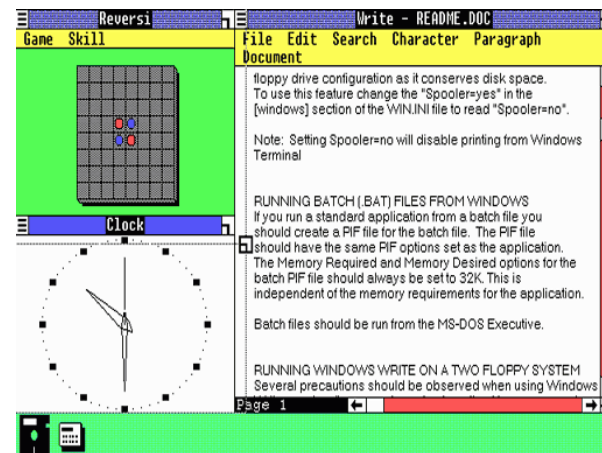 Reversi
Game Skill
Clock
Write - README.DOC
File Edit Search Character Paragraph
Document
floppy drive configuration as it conserves disk space.
To use this feature change the "Spooler=yes" in the
[windows] section of the WIN.INI file to read "Spooler=no".
Note: Setting Spooler=no will disable printing from Windows
Terminal
RUNNING BATCH (.BAT) FILES FROM WINDOWS
If you run a standard application from a batch file you
should create a PIF file for the batch file. The PIF file
should have the same PIF options set as the application.
The Memory Required and Memory Desired options for the
batch PIF file should always be set to 32K. This is
independent of the memory requirements for the application.
Batch files should be run from the MS-DOS Executive.
RUNNING WINDOWS WRITE ON A TWO FLOPPY SYSTEM
Several precautions should be observed when using Windows
Page 1